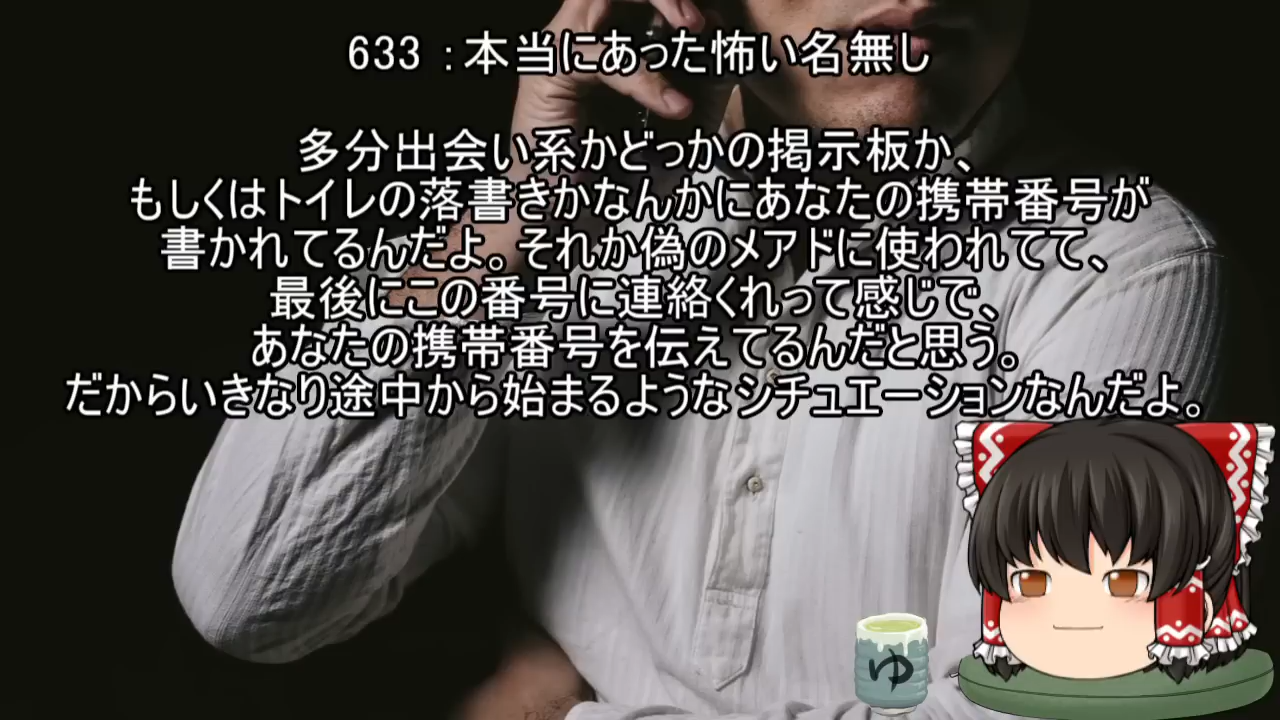 633 :本当にあった怖い名無し
多分出会い系かどっかの掲示板か、
もしくはトイレの落書きかなんかにあなたの携帯番号が
書かれてるんだよ。それか偽のメアドに使われてて、
最後にこの番号に連絡くれって感じで、
あなたの携帯番号を伝えてるんだと思う。
だからいきなり途中から始まるようなシチュエーションなんだよ。
ゆ